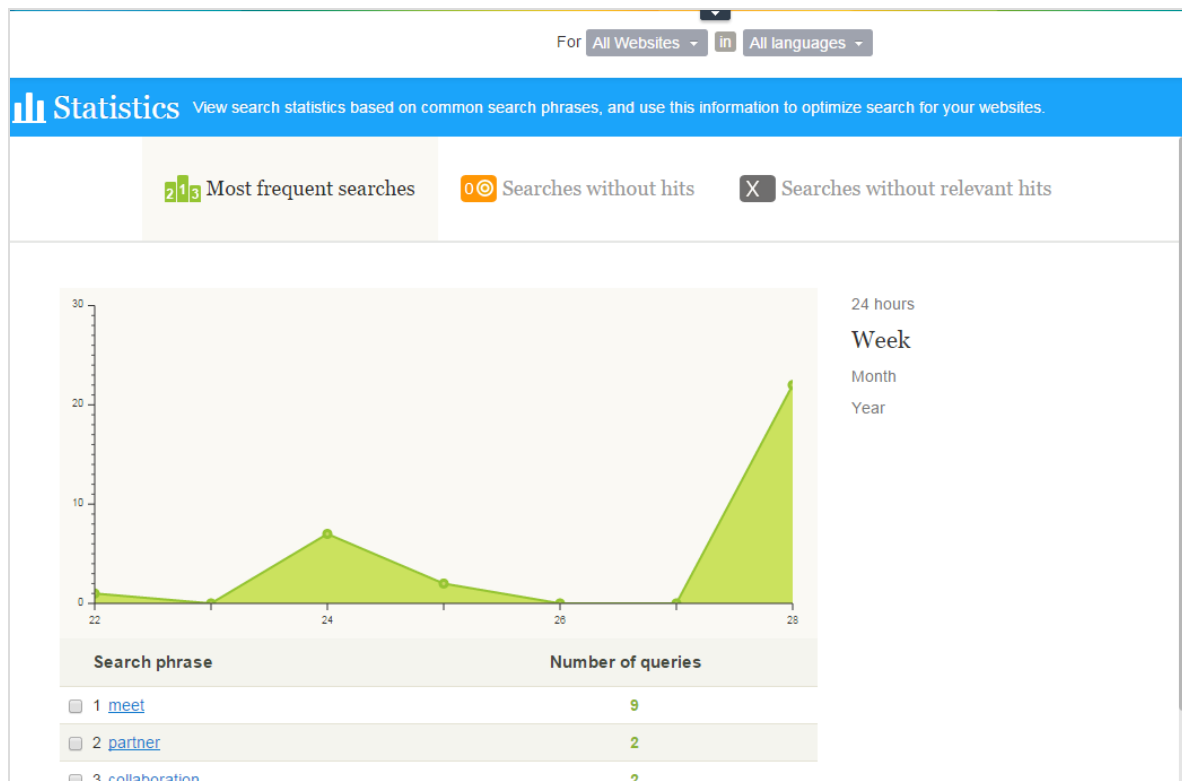 For All Websites in All languages
Statistics View search statistics based on common search phrases, and use this information to optimize search for your websites.
213 Most frequent searches 0 Searches without hits X Searches without relevant hits
30
20
10
0
22 24 26 28
24 hours
Week
Month
Year
Search phrase Number of queries
1 meet 9
2 partner 2
3 collaboration 2